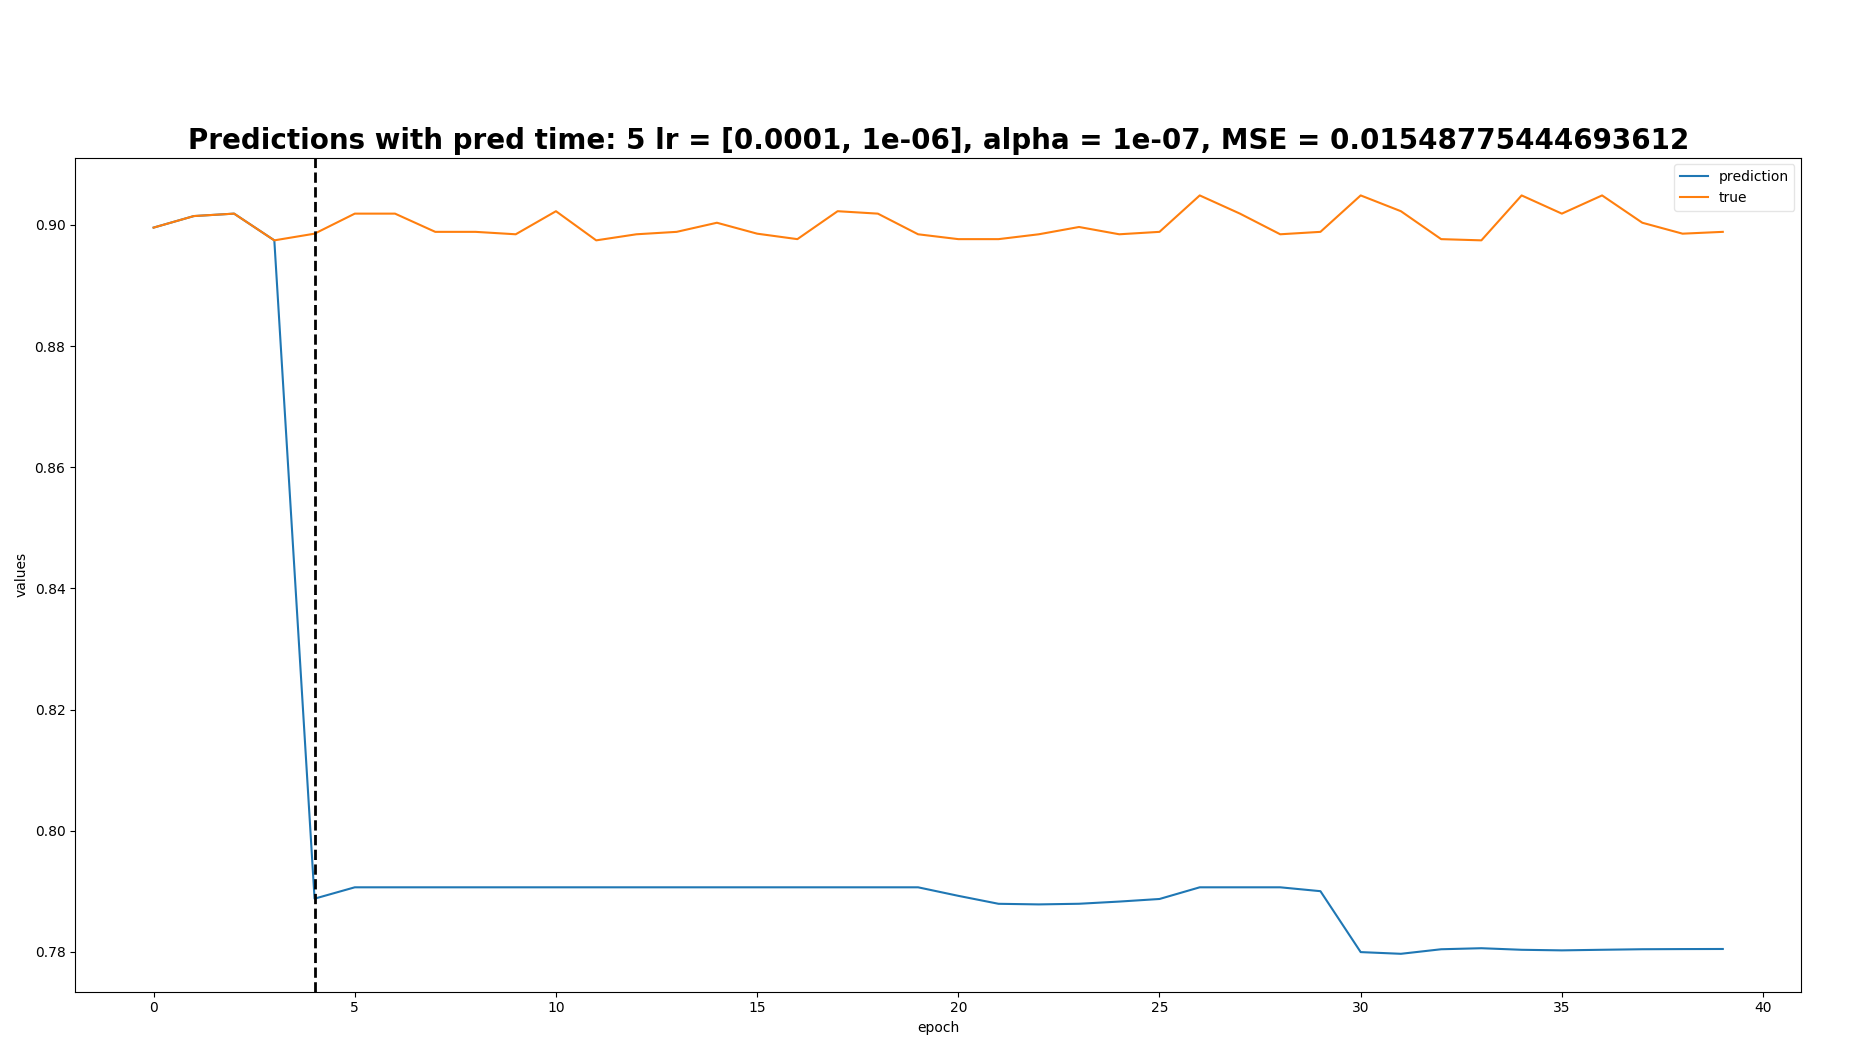 Predictions with pred time: 5 lr = [0.0001, 1e-06], alpha = 1e-07, MSE = 0.01548775444693612
prediction
true
0.90
0.88
0.86
0.84
0.82
0.80
0.78
values
0 5 10 15 20 25 30 35 40
epoch